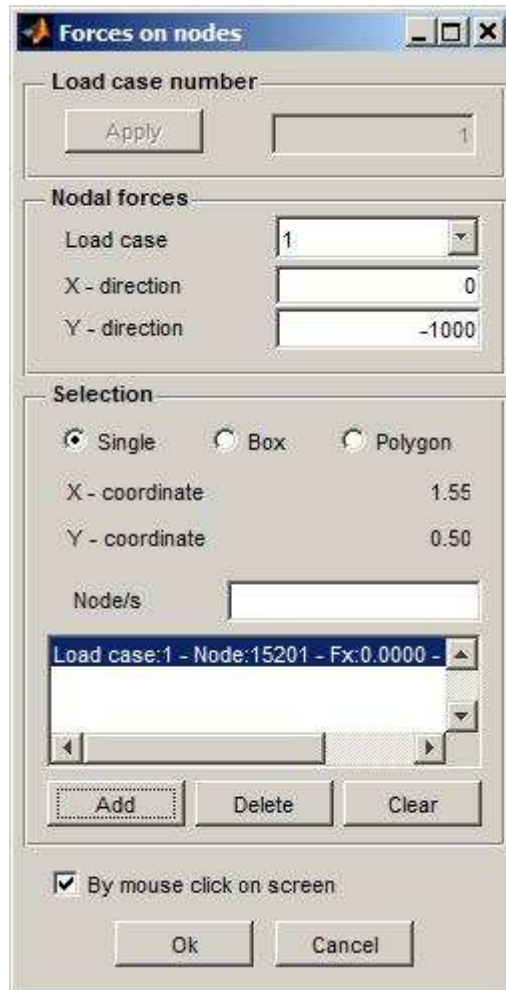 Forces on nodes
Load case number
Apply 1
Nodal forces
Load case 1
X - direction 0
Y - direction -1000
Selection
Single Box Polygon
X - coordinate 1.55
Y - coordinate 0.50
Node/s
Load case:1 - Node:15201 - Fx:0.0000 -
Add Delete Clear
By mouse click on screen
Ok Cancel